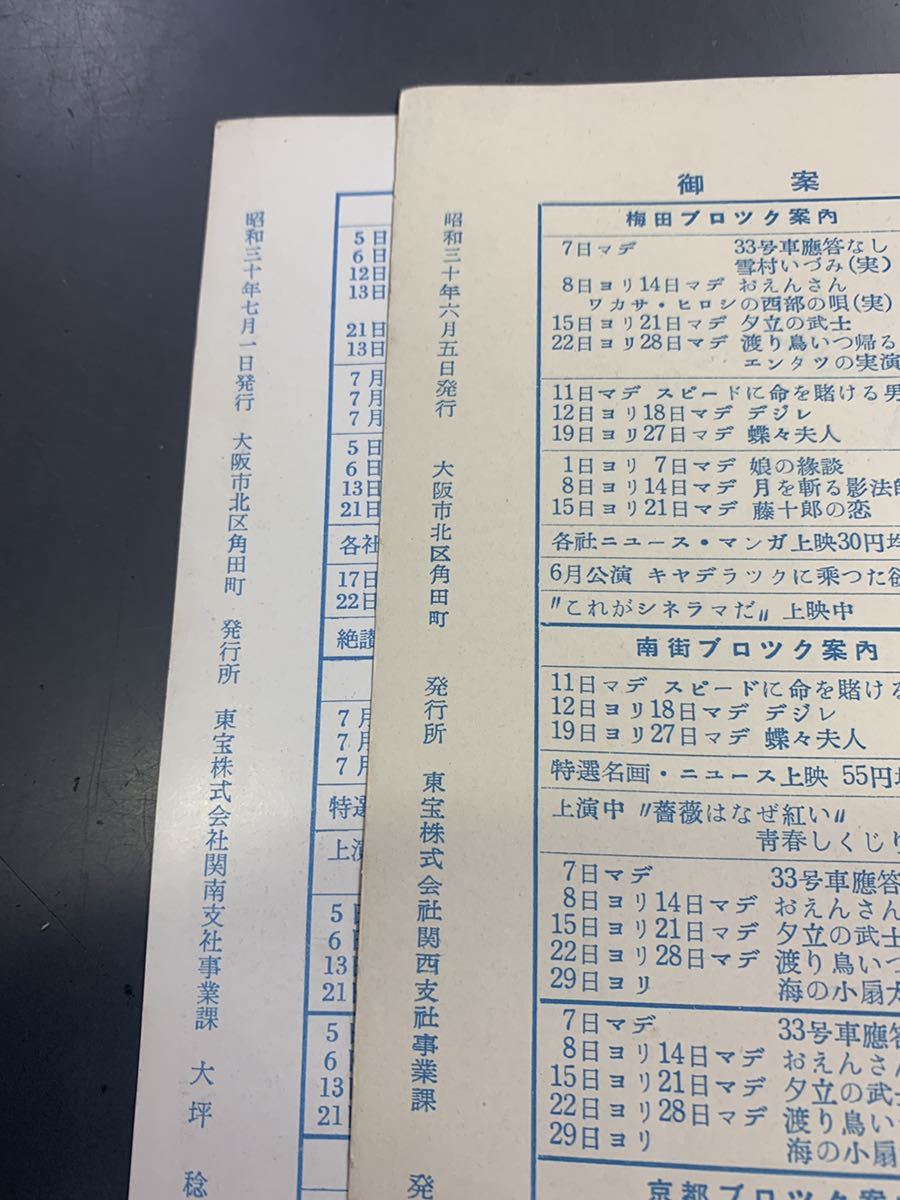 昭和三十年七月一日発行 大阪市北区角田町 発行所 東宝株式会社関南支社事業課 大坪 稔
5日
6日
12日
13日
21日
13日
7月
7月
7月
5日
6日
13日
21日
各社
17日
22日
絶讃
7月
7月
7月
特選
上演
5日
6日
13日
21日
5日
6
13
21
昭和三十年六月五日発行 大阪市北区角田町 発行所 東宝株式会社関西支社事業課 発
御 案
梅田ブロツク案内
7日マデ 33号車應答なし
雪村いづみ(実)
8日ヨリ14日マデ おえんさん
ワカサ・ヒロシの西部の唄(実)
15日ヨリ21日マデ 夕立の武士
22日ヨリ28日マデ 渡り鳥いつ帰る
エンタツの実演
11日マデ スピードに命を賭ける男
12日ヨリ18日マデ デジレ
19日ヨリ27日マデ 蝶々夫人
1日ヨリ 7日マデ 娘の縁談
8日ヨリ14日マデ 月を斬る影法師
15日ヨリ21日マデ 藤十郎の恋
各社ニュース・マンガ上映30円均
6月公演 キヤデラツクに乗つた欲
"これがシネラマだ" 上映中
南街ブロツク案内
11日マデ スピードに命を賭ける
12日ヨリ18日マデ デジレ
19日ヨリ27日マデ 蝶々夫人
特選名画・ニュース上映 55円均
上演中 "薔薇はなぜ紅い"
青春しくじり
7日マデ 33号車應答
8日ヨリ14日マデ おえんさん
15日ヨリ21日マデ 夕立の武士
22日ヨリ28日マデ 渡り鳥いつ
29日ヨリ 海の小扇太
7日マデ 33号車應答
8日ヨリ14日マデ おえんさん
15日ヨリ21日マデ 夕立の武士
22日ヨリ28日マデ 渡り鳥いつ
29日ヨリ 海の小扇
京都ブロツク案